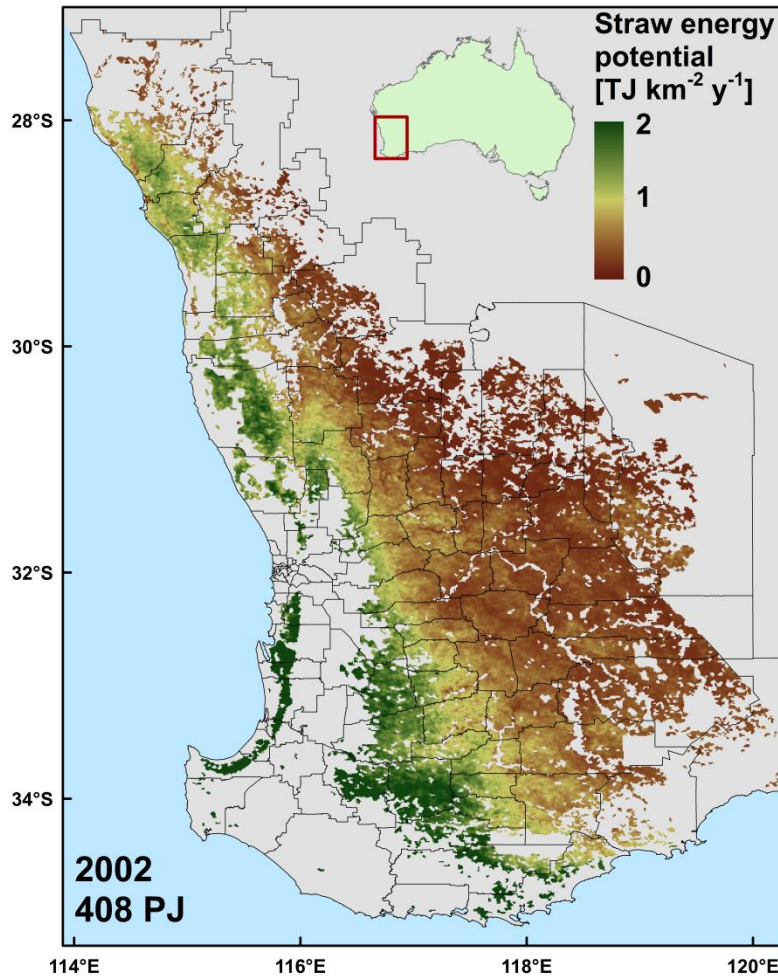 Straw energy
potential
[TJ km⁻² y⁻¹]
2
1
0
28°S
30°S
32°S
34°S
2002
408 PJ
114°E
116°E
118°E
120°E